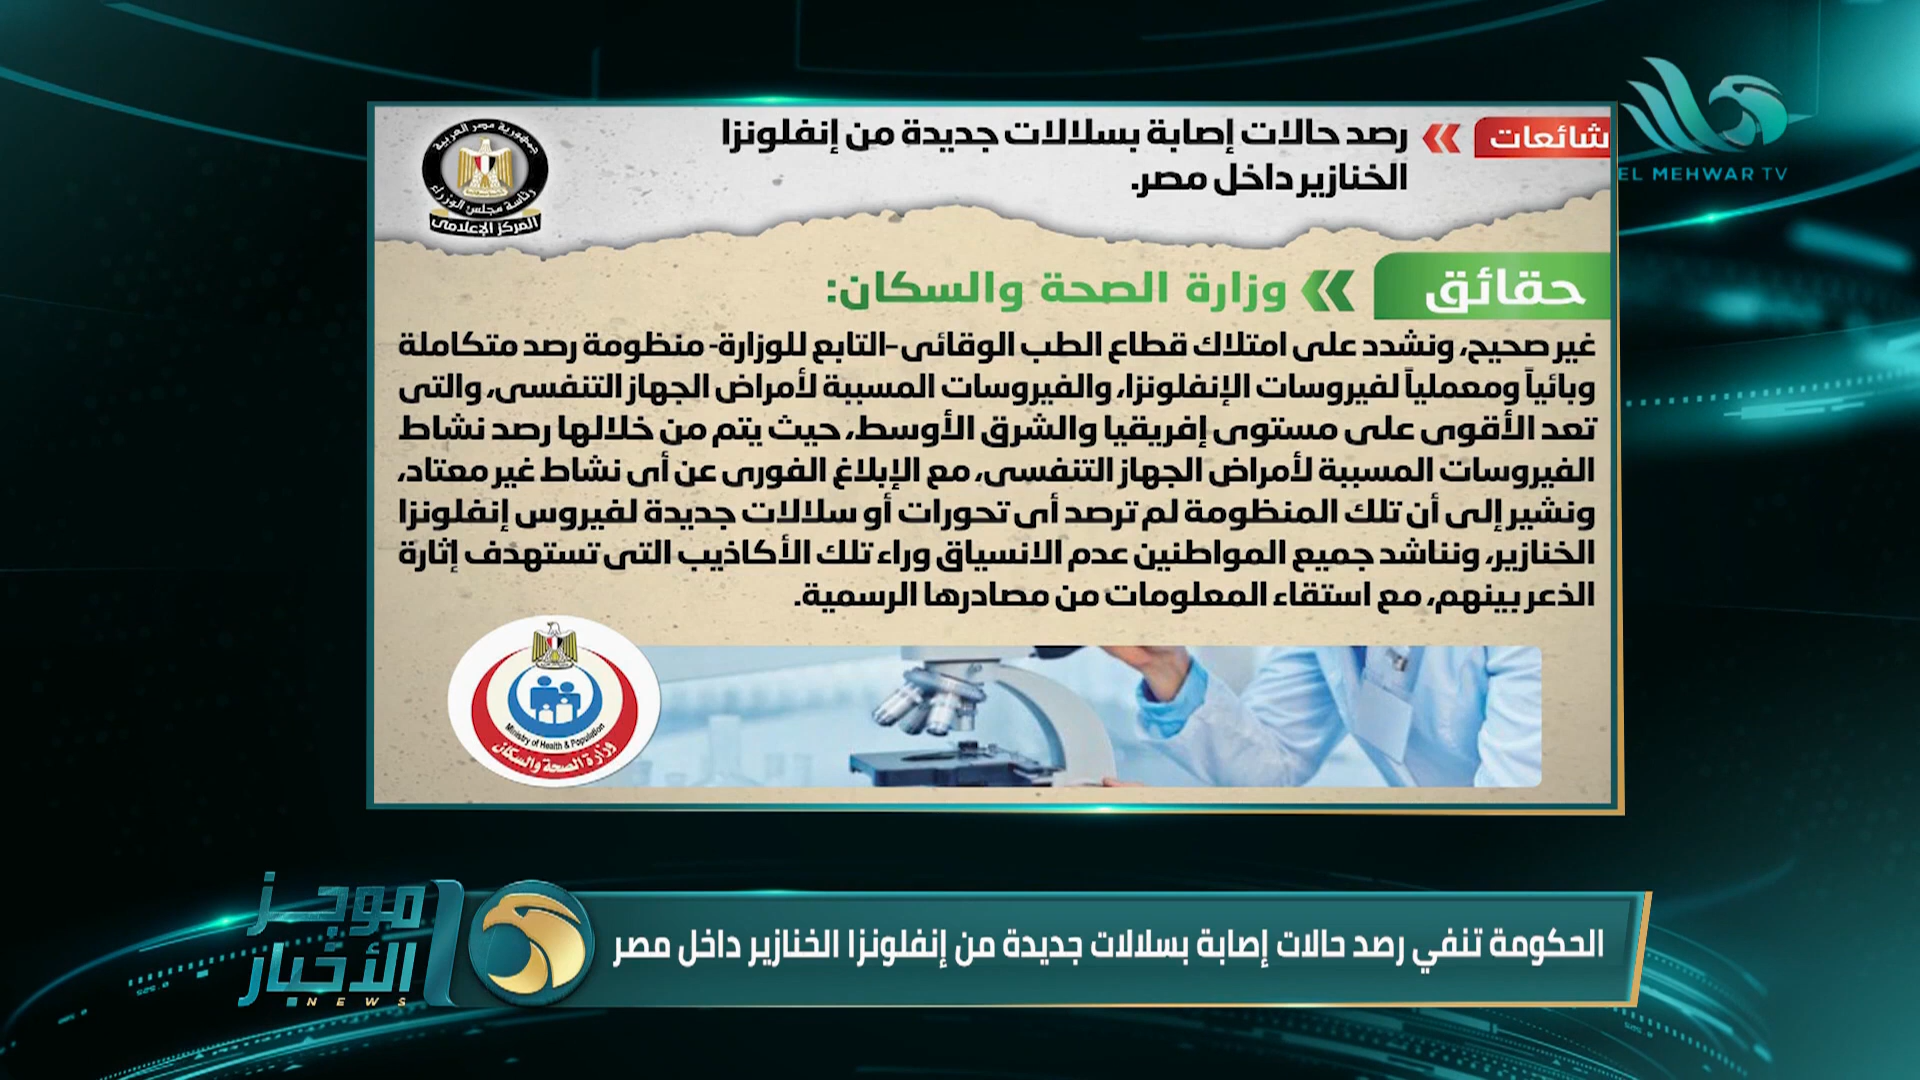 EL MEHWAR TV
جمهورية مصر العربية
رئاسة مجلس الوزراء
المركز الإعلامى
شائعات
رصد حالات إصابة بسلالات جديدة من إنفلونزا
الخنازير داخل مصر.
حقائق
وزارة الصحة والسكان:
غير صحيح، ونشدد على امتلاك قطاع الطب الوقائى -التابع للوزارة- منظومة رصد متكاملة
وبائياً ومعملياً لفيروسات الإنفلونزا، والفيروسات المسببة لأمراض الجهاز التنفسى، والتى
تعد الأقوى على مستوى إفريقيا والشرق الأوسط، حيث يتم من خلالها رصد نشاط
الفيروسات المسببة لأمراض الجهاز التنفسى، مع الإبلاغ الفورى عن أى نشاط غير معتاد،
ونشير إلى أن تلك المنظومة لم ترصد أى تحورات أو سلالات جديدة لفيروس إنفلونزا
الخنازير، ونناشد جميع المواطنين عدم الانسياق وراء تلك الأكاذيب التى تستهدف إثارة
الذعر بينهم، مع استقاء المعلومات من مصادرها الرسمية.
Ministry of Health & Population
وزارة الصحة والسكان
الحكومة تنفي رصد حالات إصابة بسلالات جديدة من إنفلونزا الخنازير داخل مصر
موجز
الأخبار
NEWS